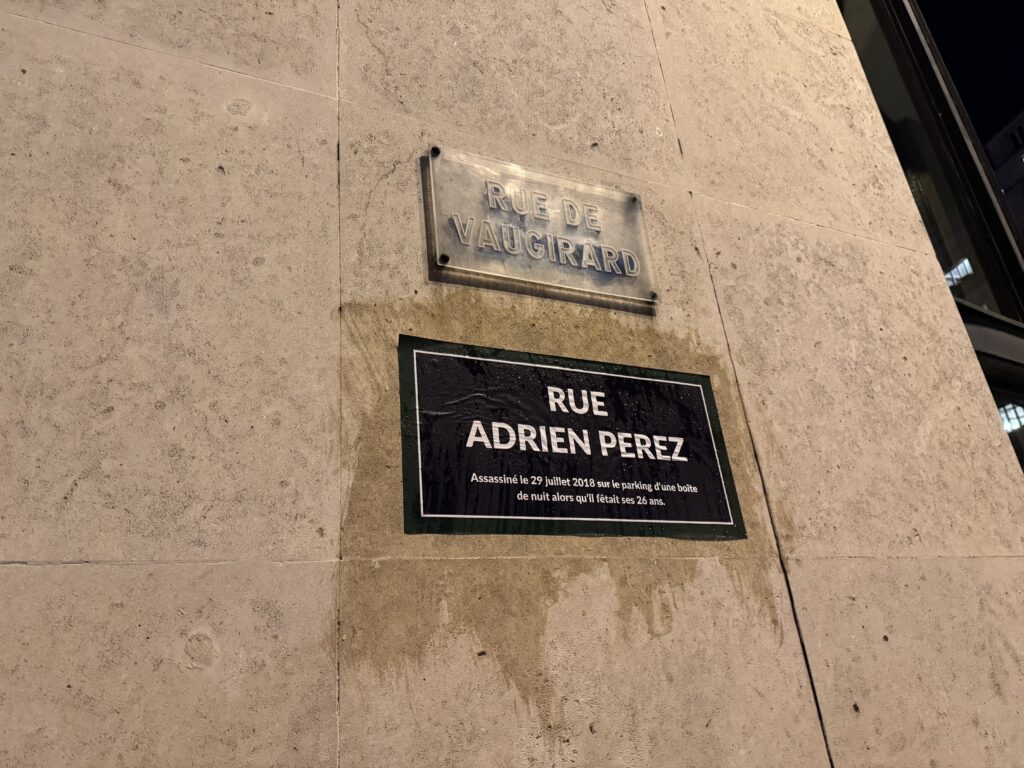 RUE DE
VAUGIRARD
RUE
ADRIEN PEREZ
Assassiné le 29 juillet 2018 sur le parking d'une boîte
de nuit alors qu'il fêtait ses 26 ans.